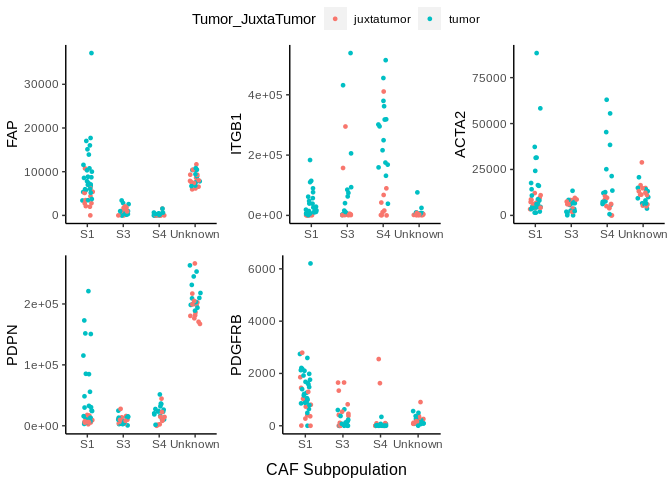 Tumor_JuxtaTumor juxtatumor tumor
FAP
30000
20000
10000
0
S1 S3 S4 Unknown
ITGB1
4e+05
2e+05
0e+00
S1 S3 S4 Unknown
ACTA2
75000
50000
25000
0
S1 S3 S4 Unknown
PDPN
2e+05
1e+05
0e+00
S1 S3 S4 Unknown
PDGFRB
6000
4000
2000
0
S1 S3 S4 Unknown
CAF Subpopulation